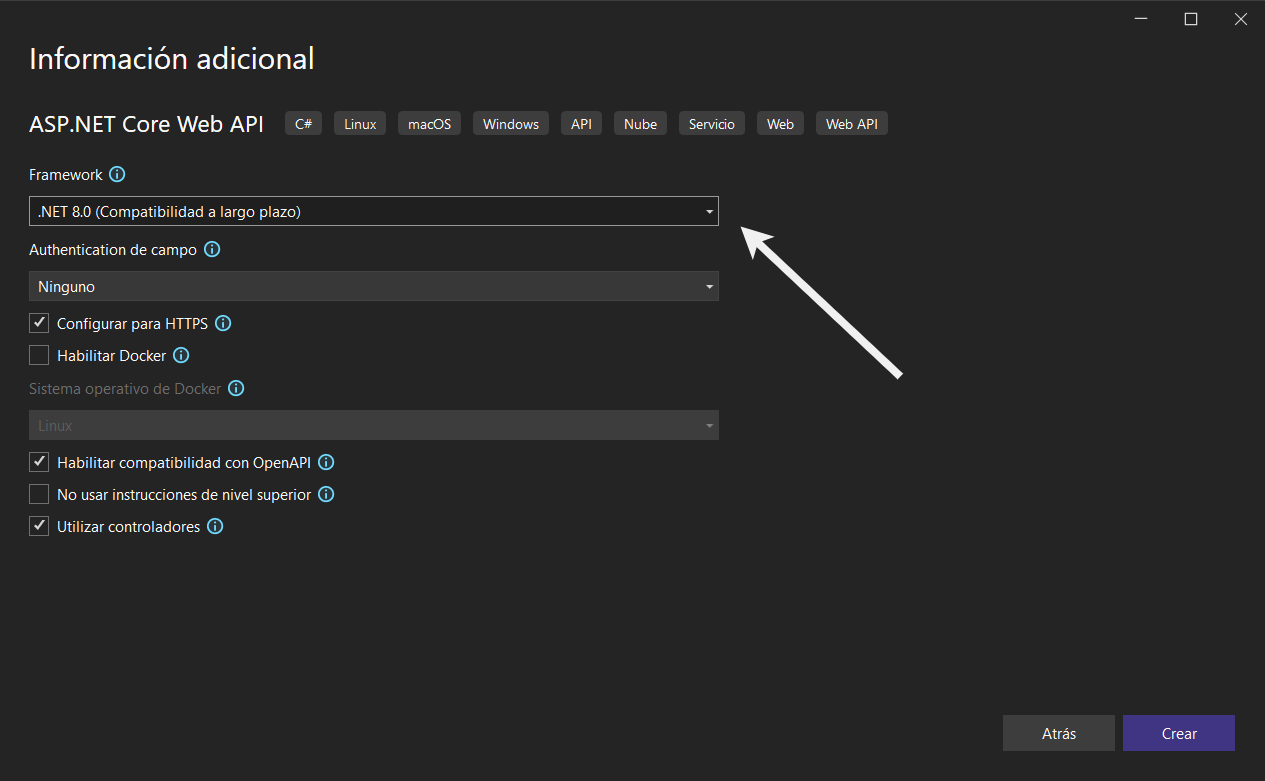 Información adicional
ASP.NET Core Web API C# Linux macOS Windows API Nube Servicio Web Web API
Framework
.NET 8.0 (Compatibilidad a largo plazo)
Authentication de campo
Ninguno
Configurar para HTTPS
Habilitar Docker
Sistema operativo de Docker
Linux
Habilitar compatibilidad con OpenAPI
No usar instrucciones de nivel superior
Utilizar controladores
Atrás Crear